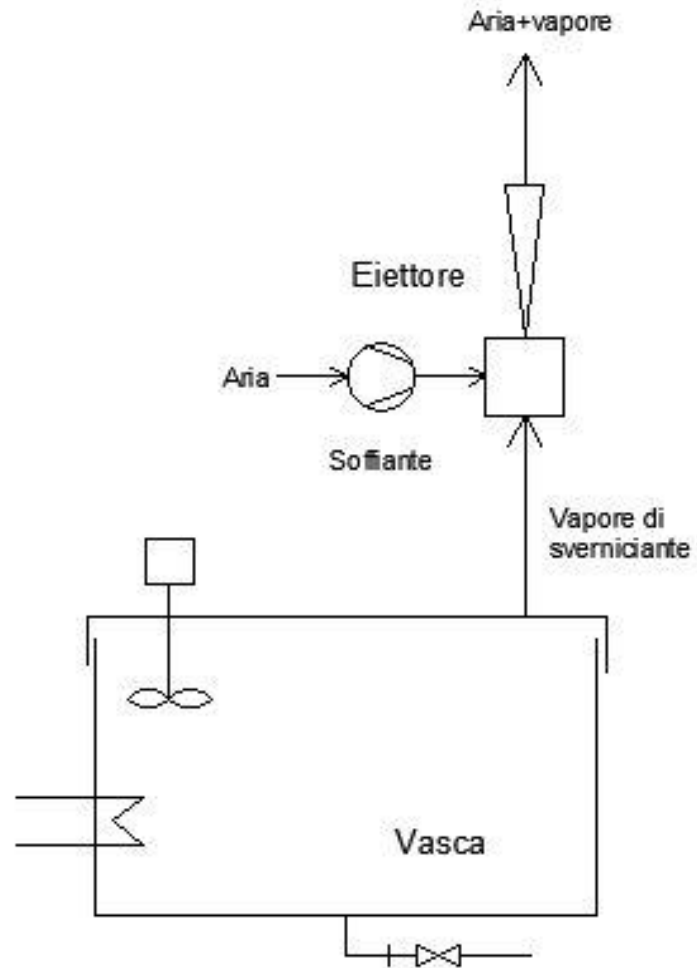 Aria+vapore
Eiettore
Aria
Soffiante
Vapore di
sverniciante
Vasca